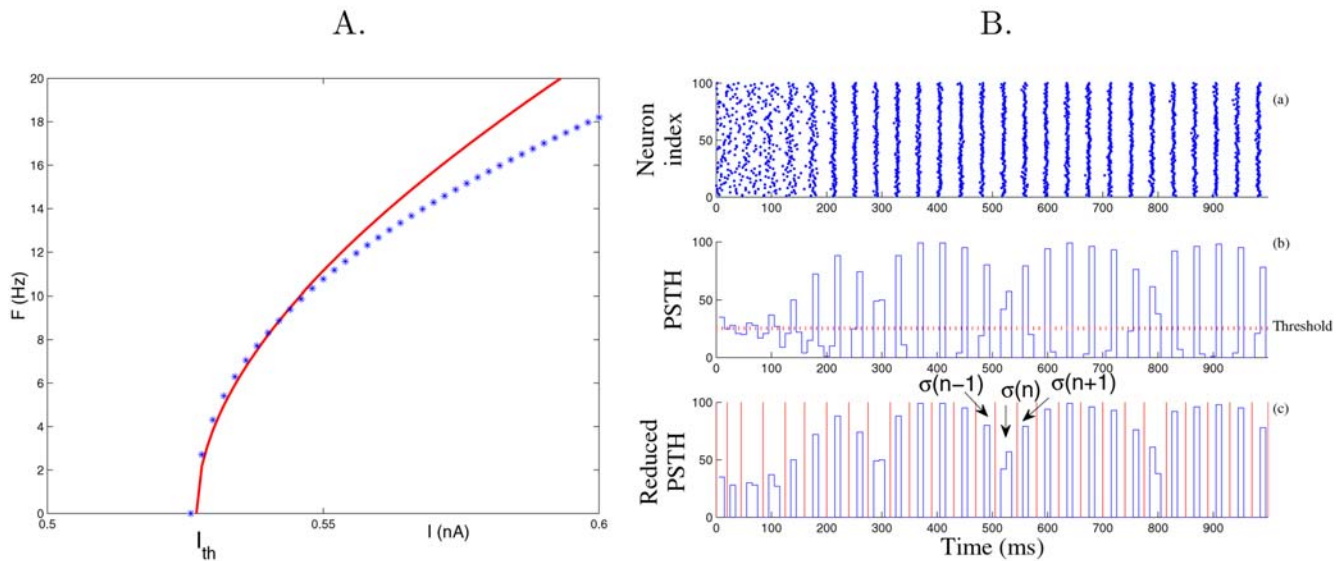 A.
20
18
16
14
12
10
8
6
4
2
0
F (Hz)
0.5
0.55
0.6
I (nA)
I_th
B.
100
50
0
Neuron index
(a)
0 100 200 300 400 500 600 700 800 900
100
50
0
PSTH
(b)
Threshold
0 100 200 300 400 500 600 700 800 900
σ(n−1)
σ(n)
σ(n+1)
100
50
0
Reduced PSTH
(c)
0 100 200 300 400 500 600 700 800 900
Time (ms)